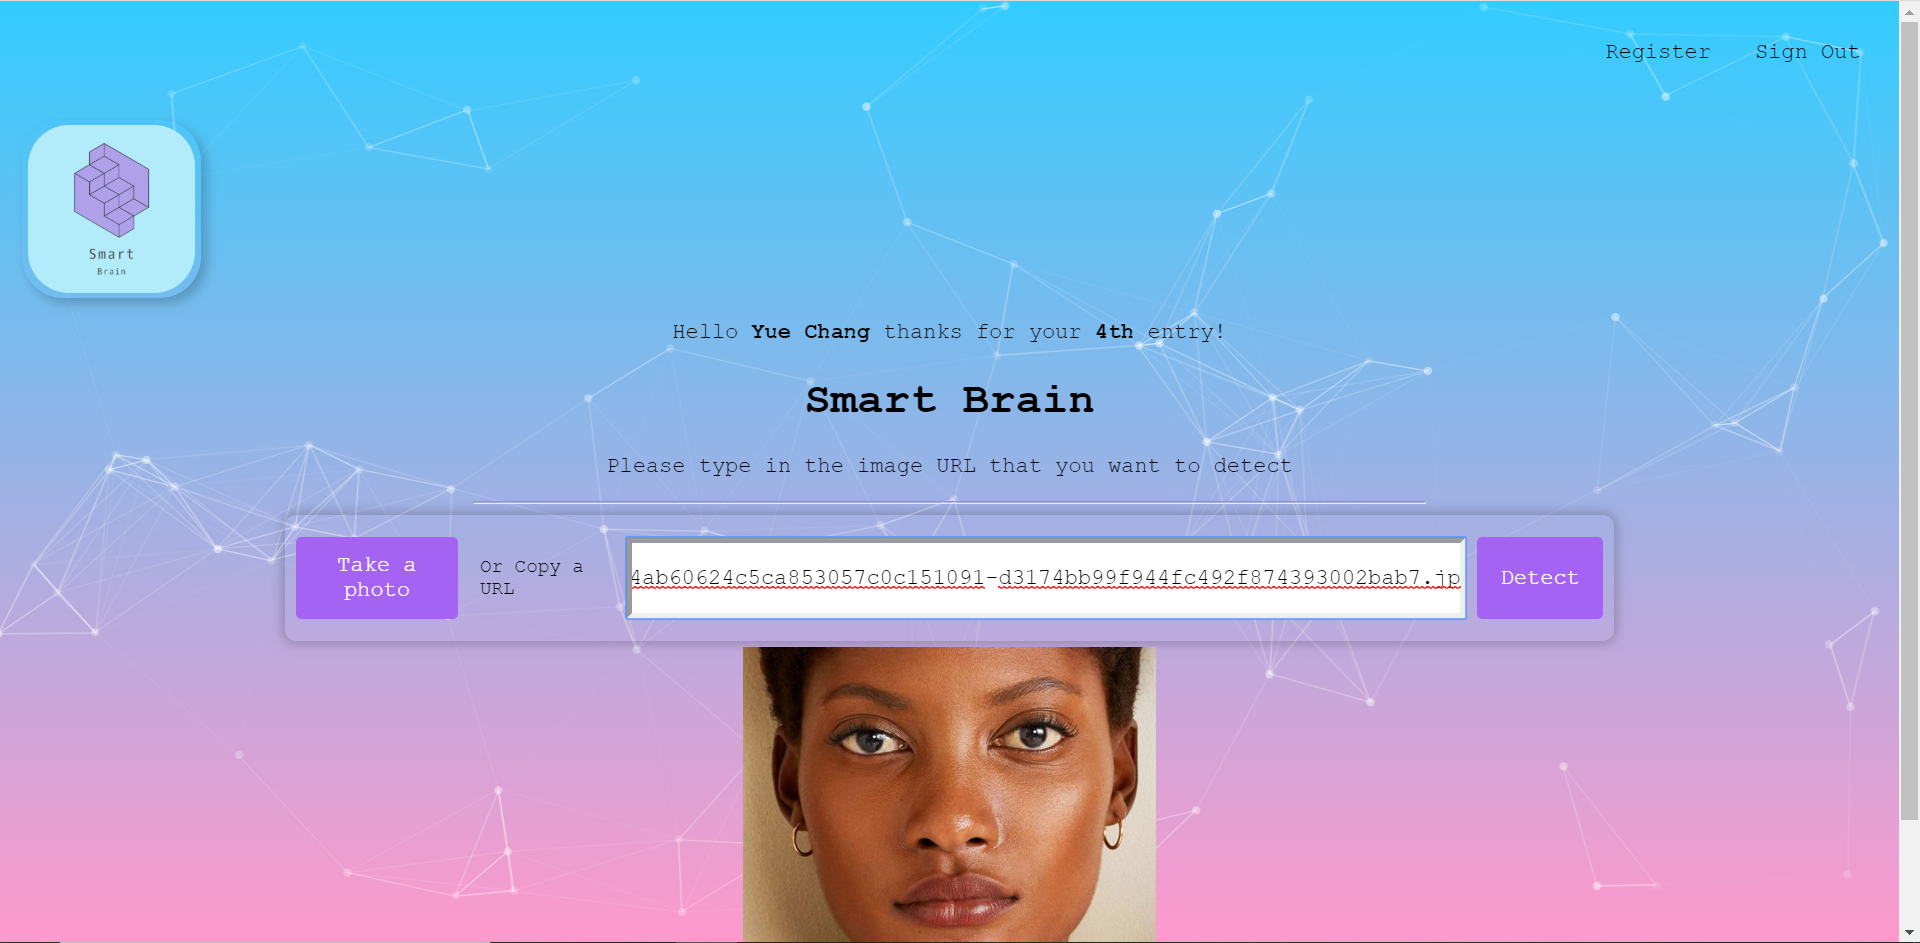 Register Sign Out
Smart
Brain
Hello Yue Chang thanks for your 4th entry!
Smart Brain
Please type in the image URL that you want to detect
Take a
photo
Or Copy a
URL
4ab60624c5ca853057c0c151091-d3174bb99f944fc492f874393002bab7.jp
Detect